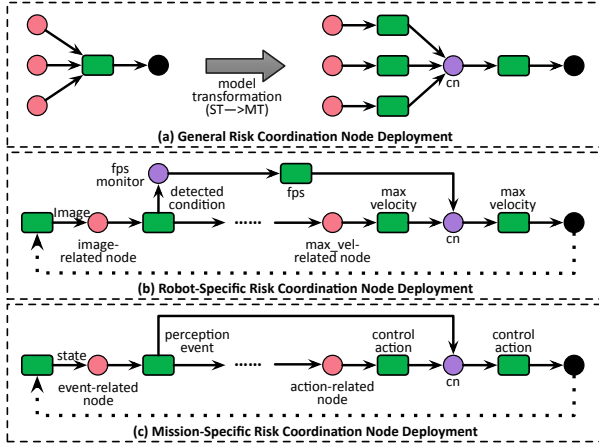 model
transformation
(ST—>MT)
cn
(a) General Risk Coordination Node Deployment
fps
monitor
detected
condition
fps
max
velocity
max
velocity
Image
image-
related node
......
max_vel-
related node
cn
(b) Robot-Specific Risk Coordination Node Deployment
perception
event
control
action
control
action
state
event-related
node
......
action-related
node
cn
(c) Mission-Specific Risk Coordination Node Deployment